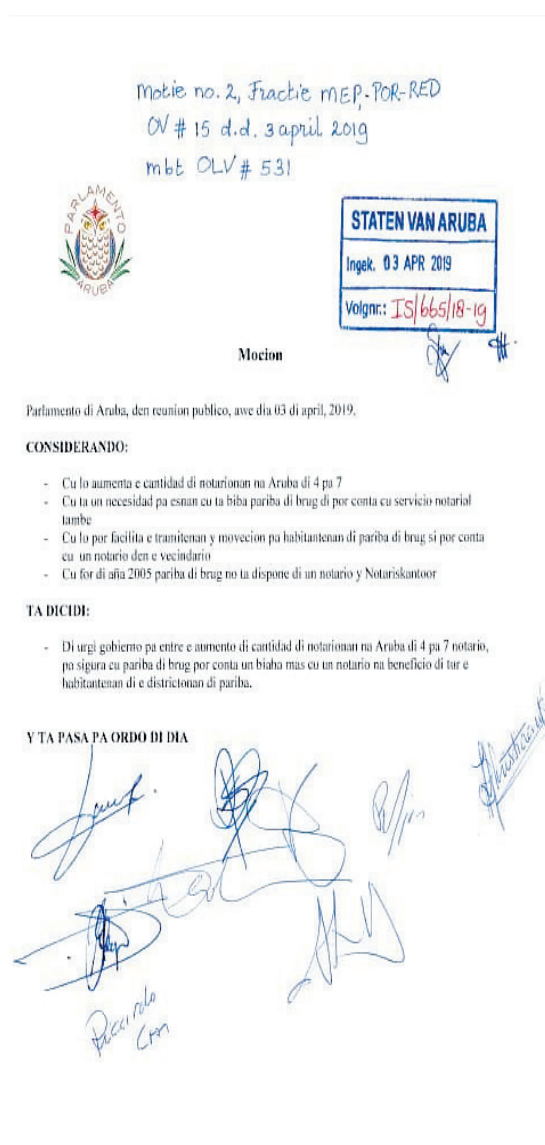 Motie no. 2, Fractie MEP-POR-RED
OV # 15 d.d. 3 april 2019
mbt OLV # 531
PARLAMENTO
ARUBA
STATEN VAN ARUBA
Ingek. 03 APR 2019
Volgnr.: IS/665/18-19
Mocion
Parlamento di Aruba, den reunion publico, awe dia 03 di april, 2019.
CONSIDERANDO:
- Cu lo aumenta e cantidad di notarionan na Aruba di 4 pa 7
- Cu ta un necesidad pa esnan cu ta biba pariba di brug di por conta cu servicio notarial
tambe
- Cu lo por facilita e tramitenan y movecion pa habitantenan di pariba di brug si por conta
cu un notario den e vecindario
- Cu for di aña 2005 pariba di brug no ta dispone di un notario y Notariskantoor
TA DICIDI:
- Di urgi gobierno pa entre e aumento di cantidad di notarionan na Aruba di 4 pa 7 notario,
pa sigura cu pariba di brug por conta un biaha mas cu un notario na beneficio di tur e
habitantenan di e districtonan di pariba.
Y TA PASA PA ORDO DI DIA
Riccardo